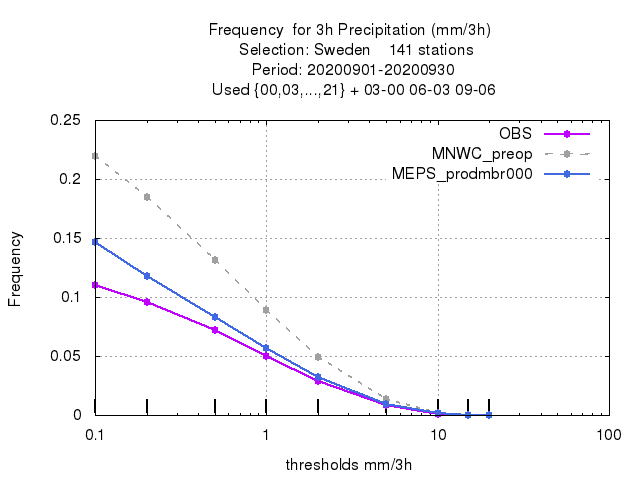 Frequency  for 3h Precipitation (mm/3h)
Selection: Sweden    141 stations
Period: 20200901-20200930
Used {00,03,...,21} + 03-00 06-03 09-06
OBS
MNWC_preop
MEPS_prodmbr000
Frequency
0.25
0.2
0.15
0.1
0.05
0
0.1
1
10
100
thresholds mm/3h